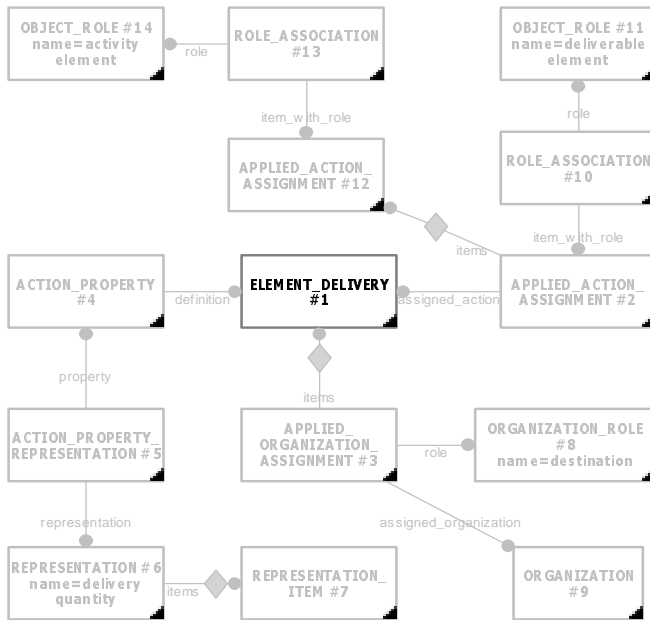 OBJECT_ROLE #14
name=activity
element
role
ROLE_ASSOCIATION
#13
OBJECT_ROLE #11
name=deliverable
element
item_with_role
role
APPLIED_ACTION_
ASSIGNMENT #12
ROLE_ASSOCIATION
#10
items
item_with_role
ACTION_PROPERTY
#4
definition
ELEMENT_DELIVERY
#1
assigned_action
APPLIED_ACTION_
ASSIGNMENT #2
property
items
ACTION_PROPERTY_
REPRESENTATION #5
APPLIED_
ORGANIZATION_
ASSIGNMENT #3
role
ORGANIZATION_ROLE
#8
name=destination
representation
assigned_organization
REPRESENTATION #6
name=delivery
quantity
items
REPRESENTATION_
ITEM #7
ORGANIZATION
#9